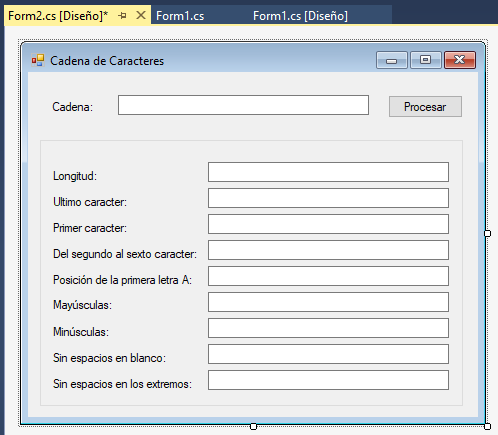 Form2.cs [Diseño]* Form1.cs Form1.cs [Diseño]
Cadena de Caracteres
Cadena: Procesar
Longitud:
Ultimo caracter:
Primer caracter:
Del segundo al sexto caracter:
Posición de la primera letra A:
Mayúsculas:
Minúsculas:
Sin espacios en blanco:
Sin espacios en los extremos: